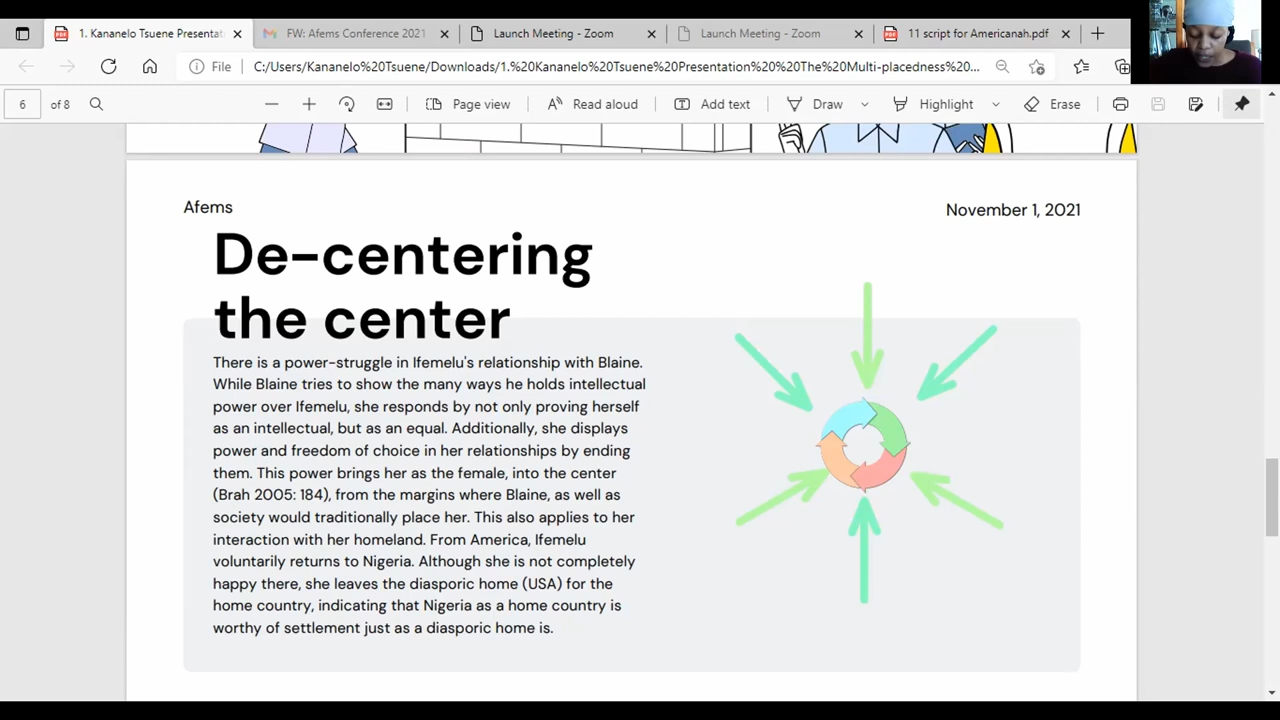 1. Kananelo Tsuene Presentat
FW: Afems Conference 2021
Launch Meeting - Zoom
Launch Meeting - Zoom
11 script for Americanah.pdf
File
C:/Users/Kananelo%20Tsuene/Downloads/1.%20Kananelo%20Tsuene%20Presentation%20%20The%20Multi-placedness%20...
6 of 8
Page view
Read aloud
Add text
Draw
Highlight
Erase
Afems
November 1, 2021
De-centering
the center
There is a power-struggle in Ifemelu's relationship with Blaine.
While Blaine tries to show the many ways he holds intellectual
power over Ifemelu, she responds by not only proving herself
as an intellectual, but as an equal. Additionally, she displays
power and freedom of choice in her relationships by ending
them. This power brings her as the female, into the center
(Brah 2005: 184), from the margins where Blaine, as well as
society would traditionally place her. This also applies to her
interaction with her homeland. From America, Ifemelu
voluntarily returns to Nigeria. Although she is not completely
happy there, she leaves the diasporic home (USA) for the
home country, indicating that Nigeria as a home country is
worthy of settlement just as a diasporic home is.